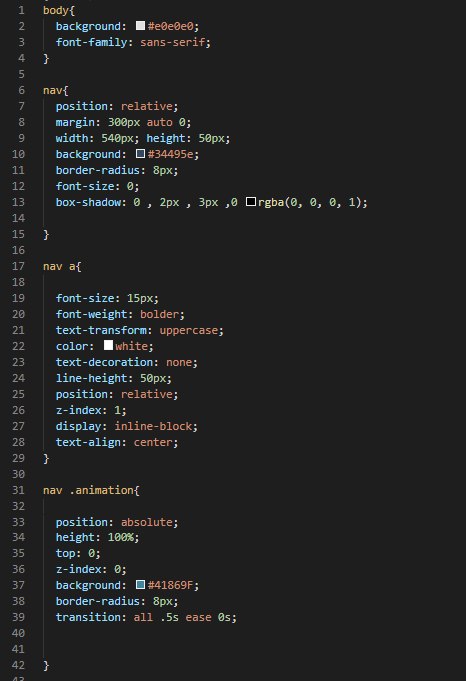 1 body{
2 background: #e0e0e0;
3 font-family: sans-serif;
4 }
5
6 nav{
7 position: relative;
8 margin: 300px auto 0;
9 width: 540px; height: 50px;
10 background: #34495e;
11 border-radius: 8px;
12 font-size: 0;
13 box-shadow: 0 , 2px , 3px ,0 rgba(0, 0, 0, 1);
14
15 }
16
17 nav a{
18
19 font-size: 15px;
20 font-weight: bolder;
21 text-transform: uppercase;
22 color: white;
23 text-decoration: none;
24 line-height: 50px;
25 position: relative;
26 z-index: 1;
27 display: inline-block;
28 text-align: center;
29 }
30
31 nav .animation{
32
33 position: absolute;
34 height: 100%;
35 top: 0;
36 z-index: 0;
37 background: #41869F;
38 border-radius: 8px;
39 transition: all .5s ease 0s;
40
41
42 }
43